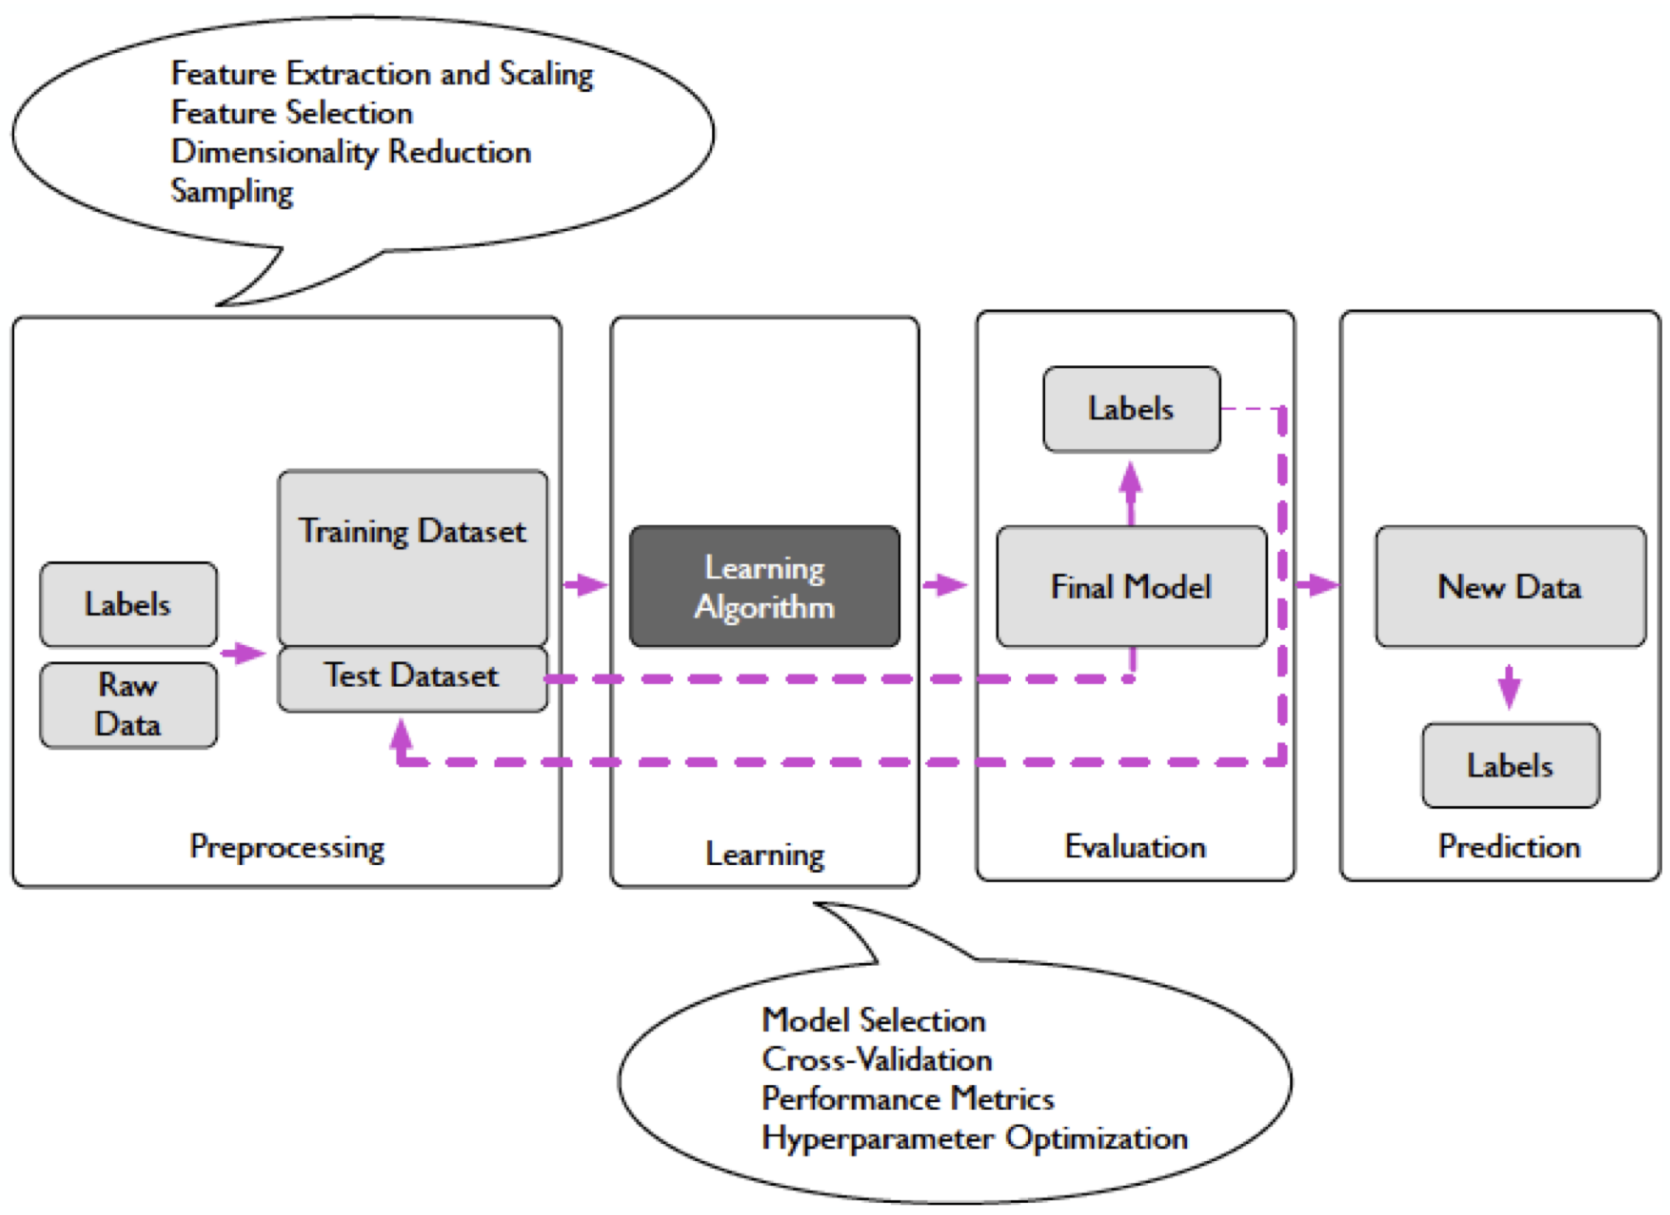 Feature Extraction and Scaling
Feature Selection
Dimensionality Reduction
Sampling
Labels
Raw
Data
Training Dataset
Test Dataset
Preprocessing
Learning
Algorithm
Learning
Labels
Final Model
Evaluation
New Data
Labels
Prediction
Model Selection
Cross-Validation
Performance Metrics
Hyperparameter Optimization